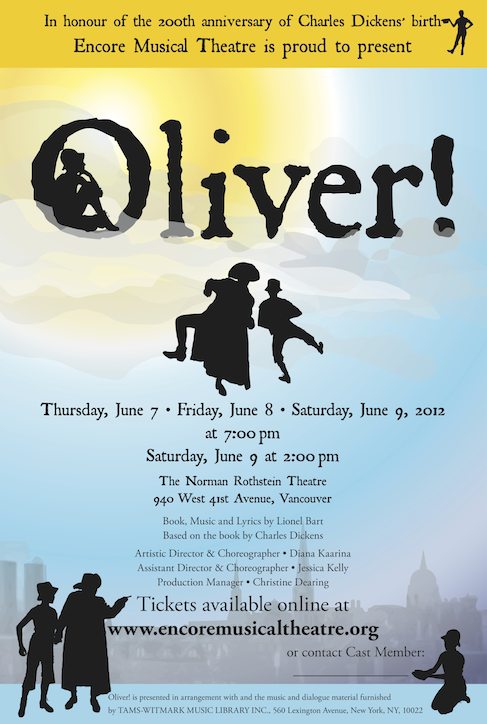 In honour of the 200th anniversary of Charles Dickens' birth
Encore Musical Theatre is proud to present
Oliver!
Thursday, June 7 • Friday, June 8 • Saturday, June 9, 2012
at 7:00 pm
Saturday, June 9 at 2:00 pm
The Norman Rothstein Theatre
940 West 41st Avenue, Vancouver
Book, Music and Lyrics by Lionel Bart
Based on the book by Charles Dickens
Artistic Director & Choreographer • Diana Kaarina
Assistant Director & Choreographer • Jessica Kelly
Production Manager • Christine Dearing
Tickets available online at
www.encoremusicaltheatre.org
or contact Cast Member:
Oliver! is presented in arrangement with and the music and dialogue material furnished
by TAMS-WITMARK MUSIC LIBRARY INC., 560 Lexington Avenue, New York, NY, 10022